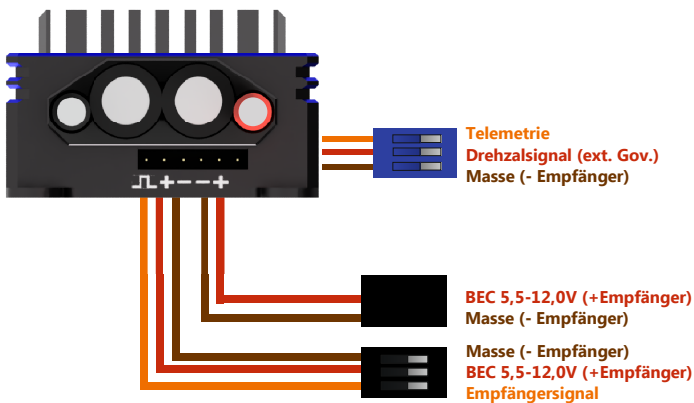 Telemetrie
Drehzalsignal (ext. Gov.)
Masse (- Empfänger)
+ - - +
BEC 5,5-12,0V (+Empfänger)
Masse (- Empfänger)
Masse (- Empfänger)
BEC 5,5-12,0V (+Empfänger)
Empfängersignal